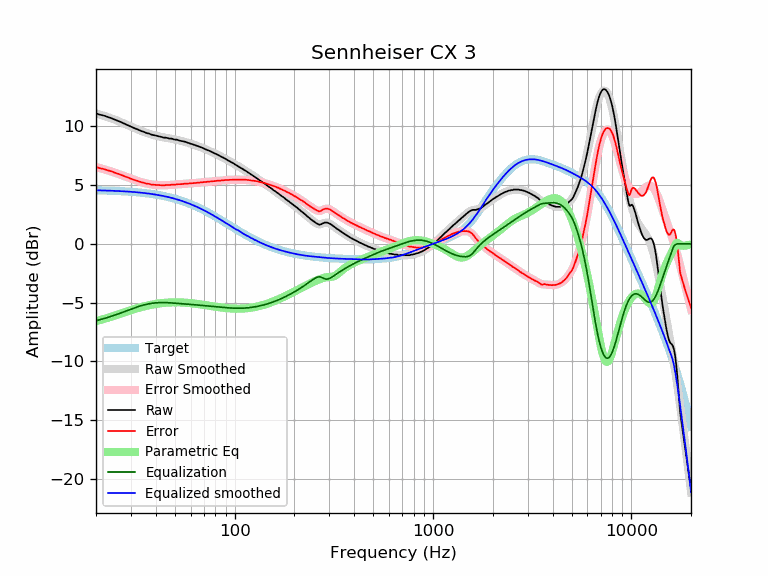 Sennheiser CX 3
Amplitude (dBr)
10
5
0
−5
−10
−15
−20
Target
Raw Smoothed
Error Smoothed
Raw
Error
Parametric Eq
Equalization
Equalized smoothed
100
1000
10000
Frequency (Hz)